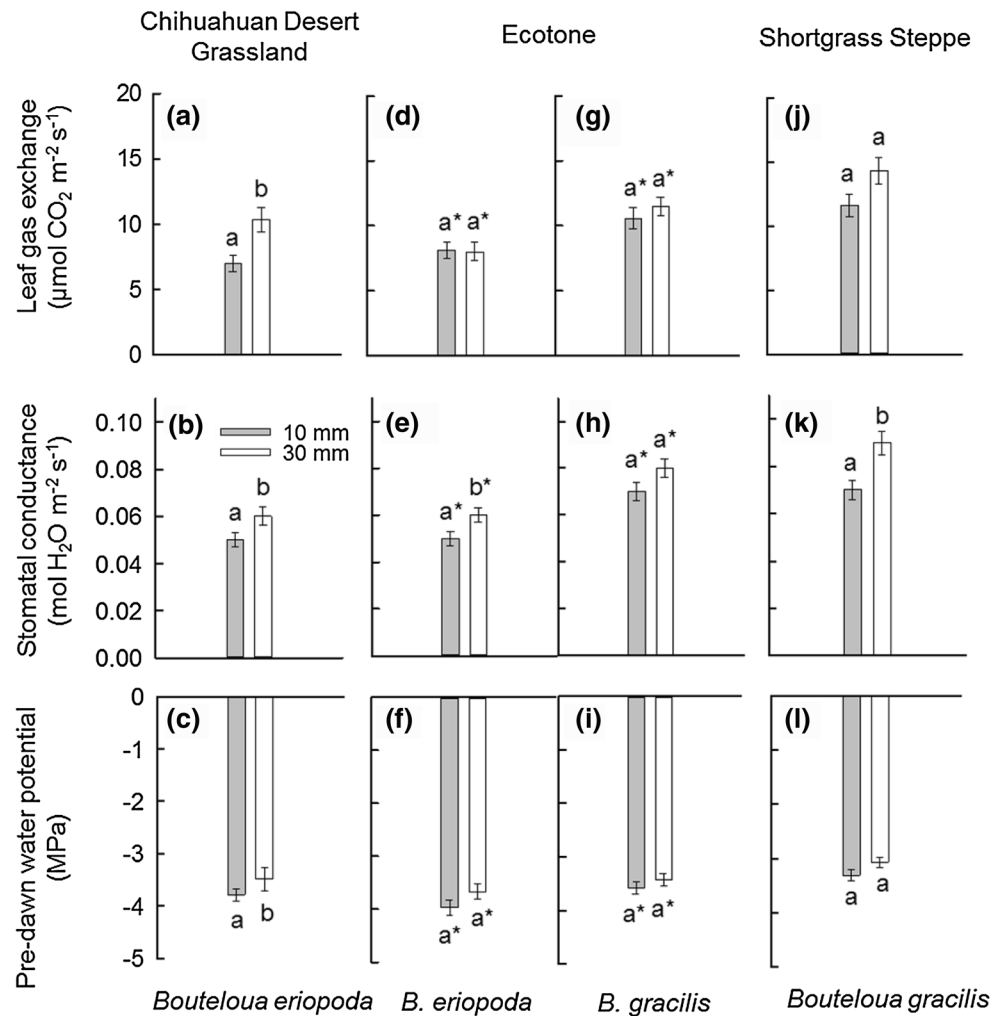 Chihuahuan Desert
Grassland
Ecotone
Shortgrass Steppe
Leaf gas exchange
(µmol CO₂ m⁻² s⁻¹)
20
15
10
5
0
(a)
a
b
(d)
a*
a*
(g)
a*
a*
(j)
a
a
Stomatal conductance
(mol H₂O m⁻² s⁻¹)
0.10
0.08
0.06
0.04
0.02
0.00
(b)
10 mm
30 mm
a
b
(e)
a*
b*
(h)
a*
a*
(k)
a
b
Pre-dawn water potential
(MPa)
0
-1
-2
-3
-4
-5
(c)
a
b
(f)
a*
a*
(i)
a*
a*
(l)
a
a
Bouteloua eriopoda
B. eriopoda
B. gracilis
Bouteloua gracilis